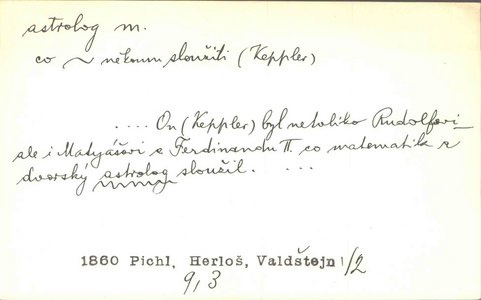 astrolog m.
co ~ někomu sloužiti (Keppler)
.... On (Keppler) byl netoliko Rudolfovi
ale i Matyášovi a Ferdinandu II. co matematik a
dvorský astrolog sloužil. ...
1860 Pichl, Herloš, Valdštejn 1/2
9,3